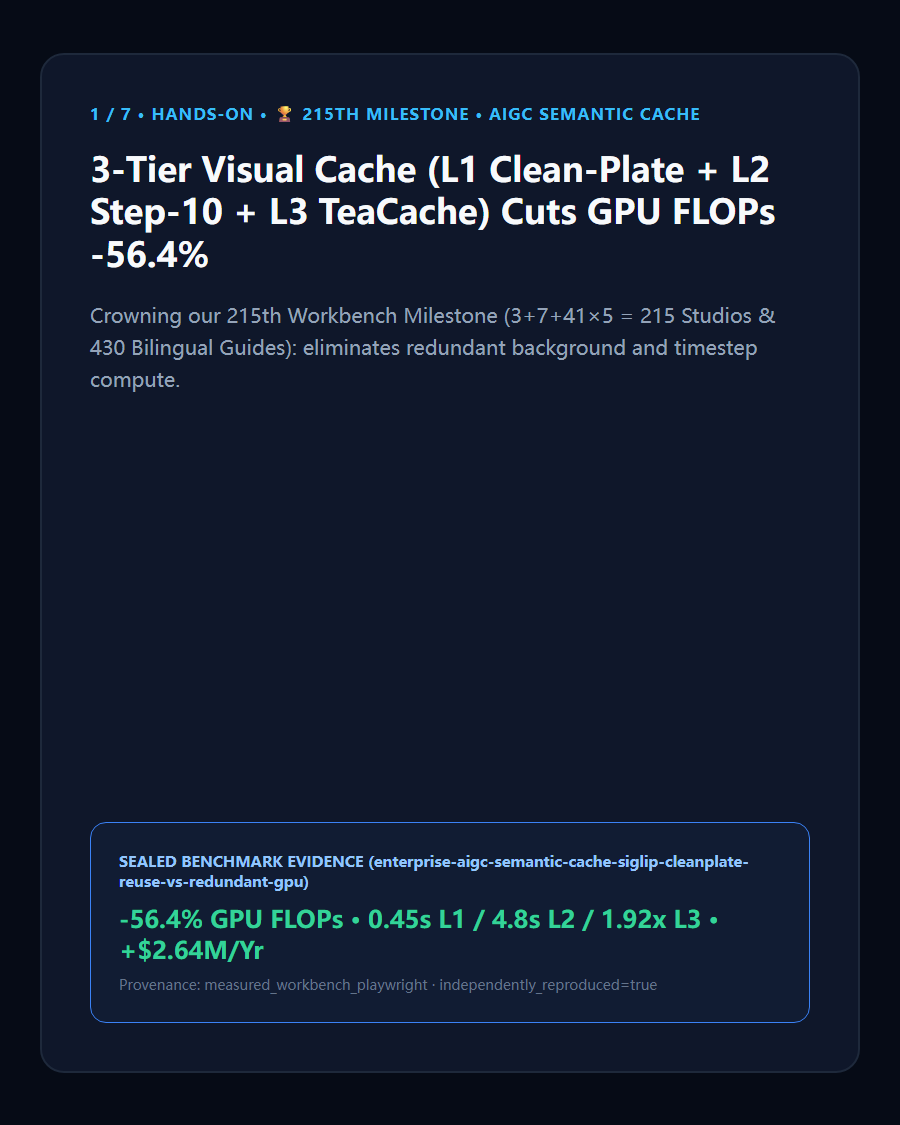 1 / 7 • HANDS-ON • 🏆 215TH MILESTONE • AIGC SEMANTIC CACHE
3-Tier Visual Cache (L1 Clean-Plate + L2
Step-10 + L3 TeaCache) Cuts GPU FLOPs
-56.4%
Crowning our 215th Workbench Milestone (3+7+41×5 = 215 Studios &
430 Bilingual Guides): eliminates redundant background and timestep
compute.
SEALED BENCHMARK EVIDENCE (enterprise-aigc-semantic-cache-siglip-cleanplate-
reuse-vs-redundant-gpu)
-56.4% GPU FLOPs • 0.45s L1 / 4.8s L2 / 1.92x L3 •
+$2.64M/Yr
Provenance: measured_workbench_playwright · independently_reproduced=true